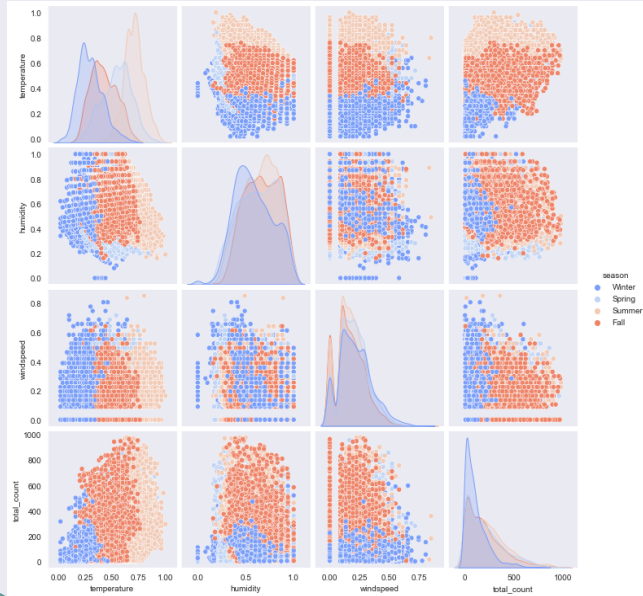 1.0
0.8
0.6
0.4
0.2
0.0
temperature
1.0
0.8
0.6
0.4
0.2
0.0
humidity
season
Winter
Spring
Summer
Fall
0.8
0.6
0.4
0.2
0.0
windspeed
1000
800
600
400
200
0
total_count
0.00 0.25 0.50 0.75 1.00
0.0 0.5 1.0
0.00 0.25 0.50 0.75
0 500 1000
temperature
humidity
windspeed
total_count